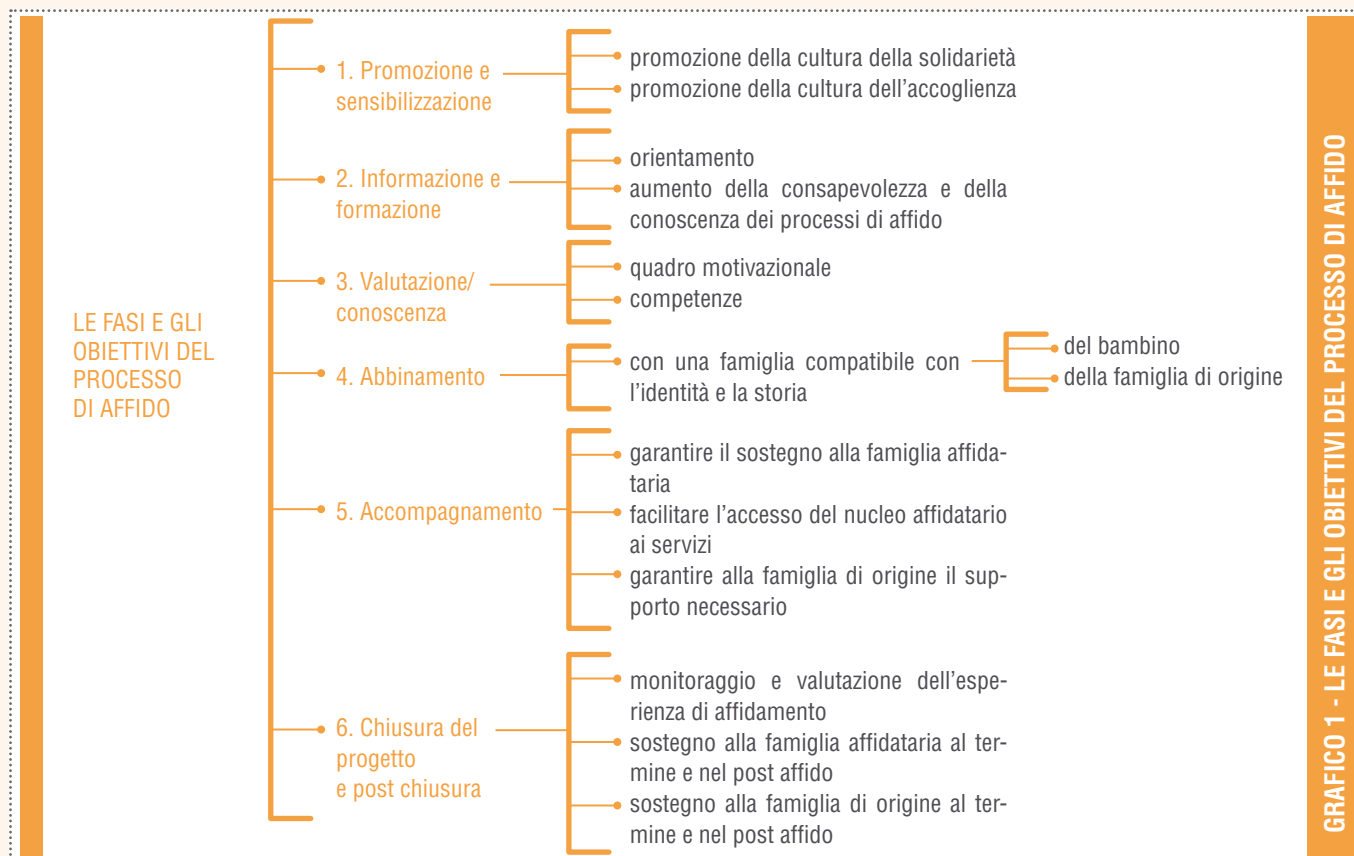 LE FASI E GLI
OBIETTIVI DEL
PROCESSO
DI AFFIDO
1. Promozione e
sensibilizzazione
promozione della cultura della solidarietà
promozione della cultura dell'accoglienza
2. Informazione e
formazione
orientamento
aumento della consapevolezza e della
conoscenza dei processi di affido
3. Valutazione/
conoscenza
quadro motivazionale
competenze
4. Abbinamento
con una famiglia compatibile con
l'identità e la storia
del bambino
della famiglia di origine
5. Accompagnamento
garantire il sostegno alla famiglia affida-
taria
facilitare l'accesso del nucleo affidatario
ai servizi
garantire alla famiglia di origine il sup-
porto necessario
6. Chiusura del
progetto
e post chiusura
monitoraggio e valutazione dell'espe-
rienza di affidamento
sostegno alla famiglia affidataria al ter-
mine e nel post affido
sostegno alla famiglia di origine al ter-
mine e nel post affido
GRAFICO 1 - LE FASI E GLI OBIETTIVI DEL PROCESSO DI AFFIDO